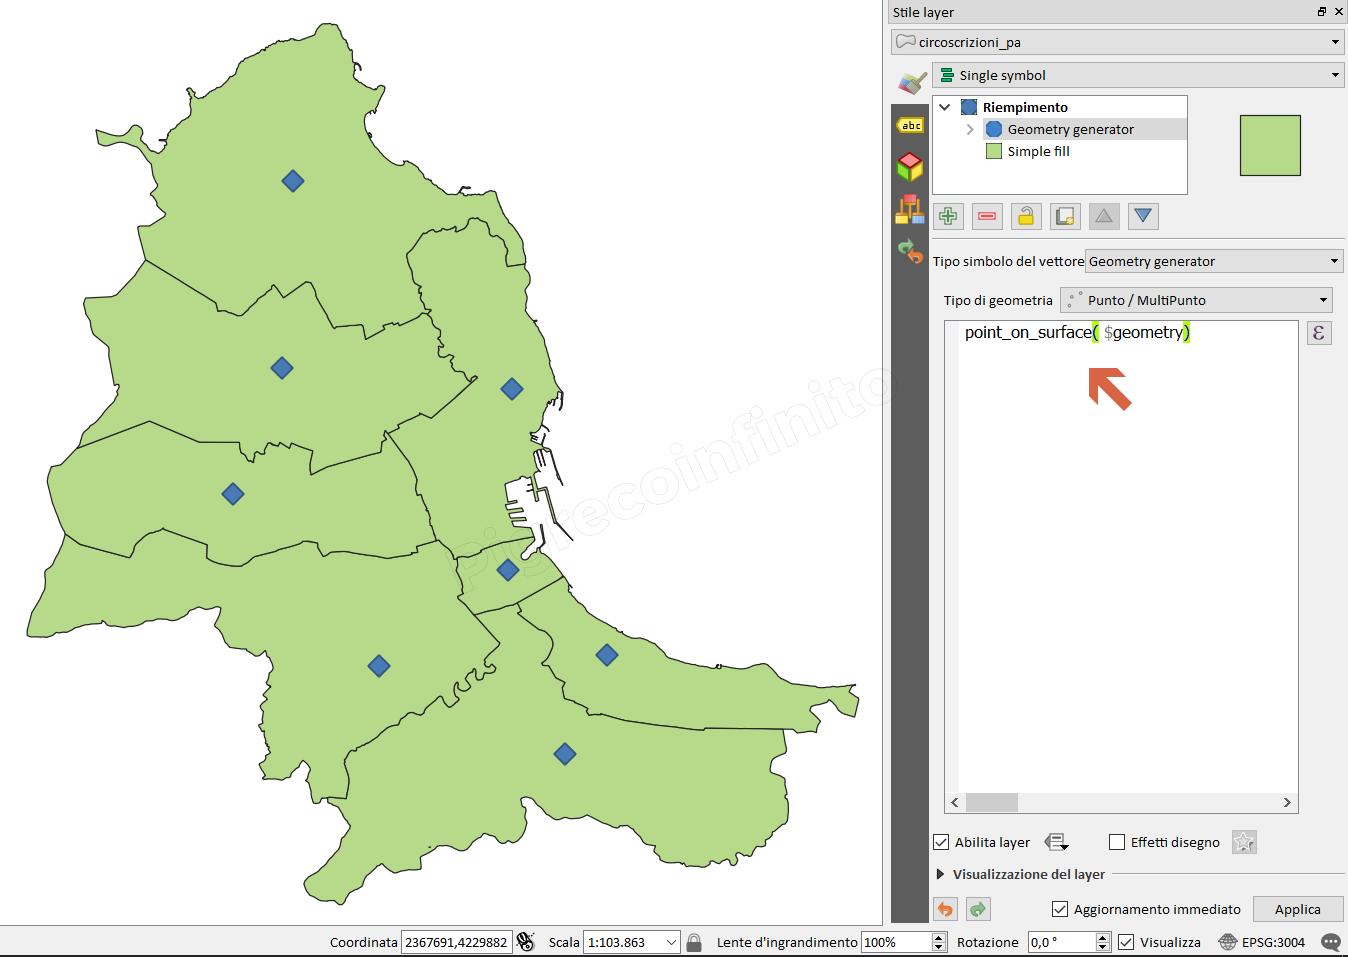 Stile layer
circoscrizioni_pa
Single symbol
Riempimento
abc
Geometry generator
Simple fill
Tipo simbolo del vettore Geometry generator
Tipo di geometria Punto / MultiPunto
point_on_surface( $geometry)
ε
Pigrecoinfinito
Abilita layer Effetti disegno
Visualizzazione del layer
Aggiornamento immediato Applica
Coordinata 2367691,4229882 Scala 1:103.863 Lente d'ingrandimento 100% Rotazione 0,0 ° Visualizza EPSG:3004